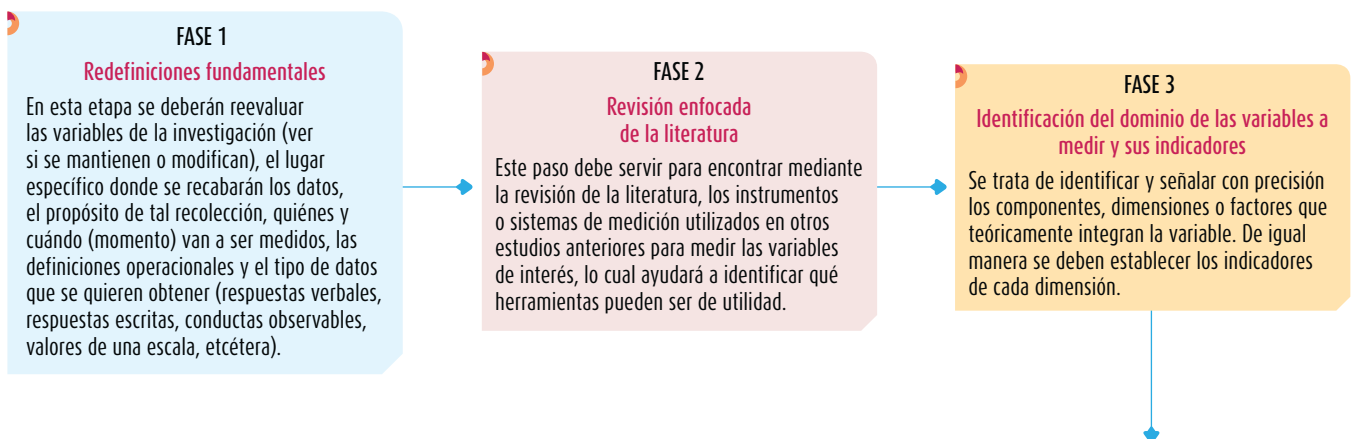 FASE 1
Redefiniciones fundamentales
En esta etapa se deberán reevaluar
las variables de la investigación (ver
si se mantienen o modifican), el lugar
específico donde se recabarán los datos,
el propósito de tal recolección, quiénes y
cuándo (momento) van a ser medidos, las
definiciones operacionales y el tipo de datos
que se quieren obtener (respuestas verbales,
respuestas escritas, conductas observables,
valores de una escala, etcétera).
FASE 2
Revisión enfocada
de la literatura
Este paso debe servir para encontrar mediante
la revisión de la literatura, los instrumentos
o sistemas de medición utilizados en otros
estudios anteriores para medir las variables
de interés, lo cual ayudará a identificar qué
herramientas pueden ser de utilidad.
FASE 3
Identificación del dominio de las variables a
medir y sus indicadores
Se trata de identificar y señalar con precisión
los componentes, dimensiones o factores que
teóricamente integran la variable. De igual
manera se deben establecer los indicadores
de cada dimensión.